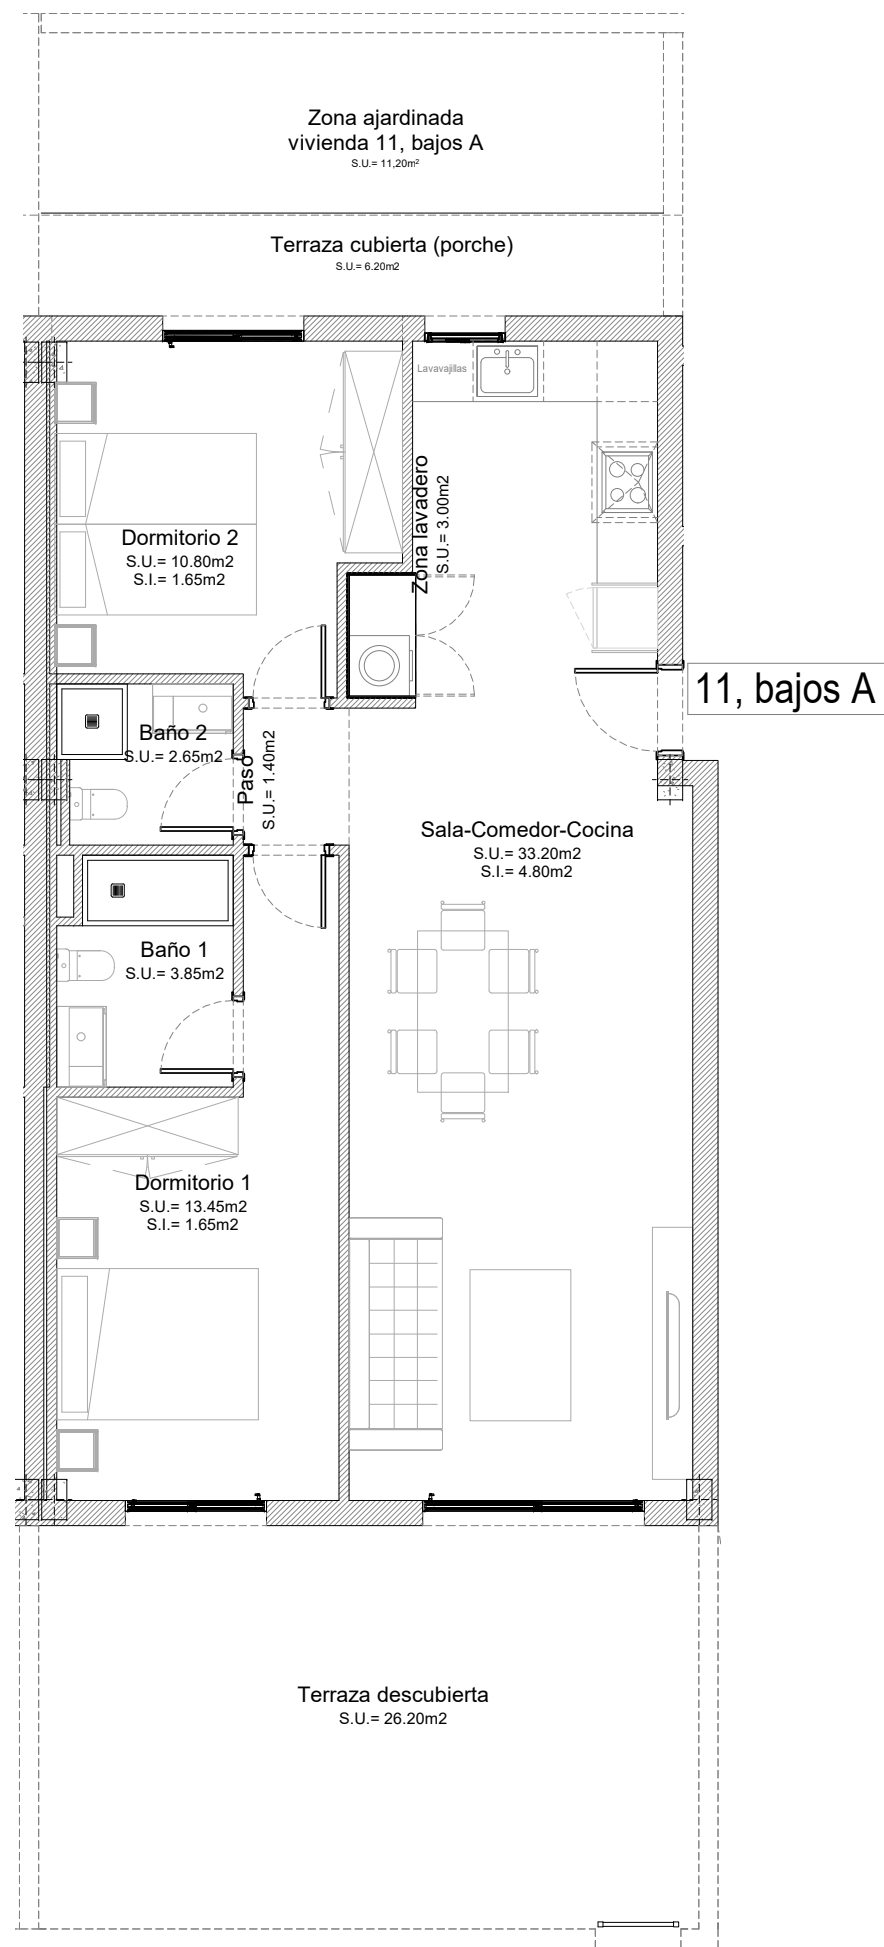 Zona ajardinada
vivienda 11, bajos A
S.U.= 11,20m²
Terraza cubierta (porche)
S.U.= 6.20m2
Lavavajillas
Zona lavadero
S.U.= 3.00m2
Dormitorio 2
S.U.= 10.80m2
S.I.= 1.65m2
11, bajos A
Baño 2
S.U.= 2.65m2
Paso
S.U.= 1.40m2
Sala-Comedor-Cocina
S.U.= 33.20m2
S.I.= 4.80m2
Baño 1
S.U.= 3.85m2
Dormitorio 1
S.U.= 13.45m2
S.I.= 1.65m2
Terraza descubierta
S.U.= 26.20m2